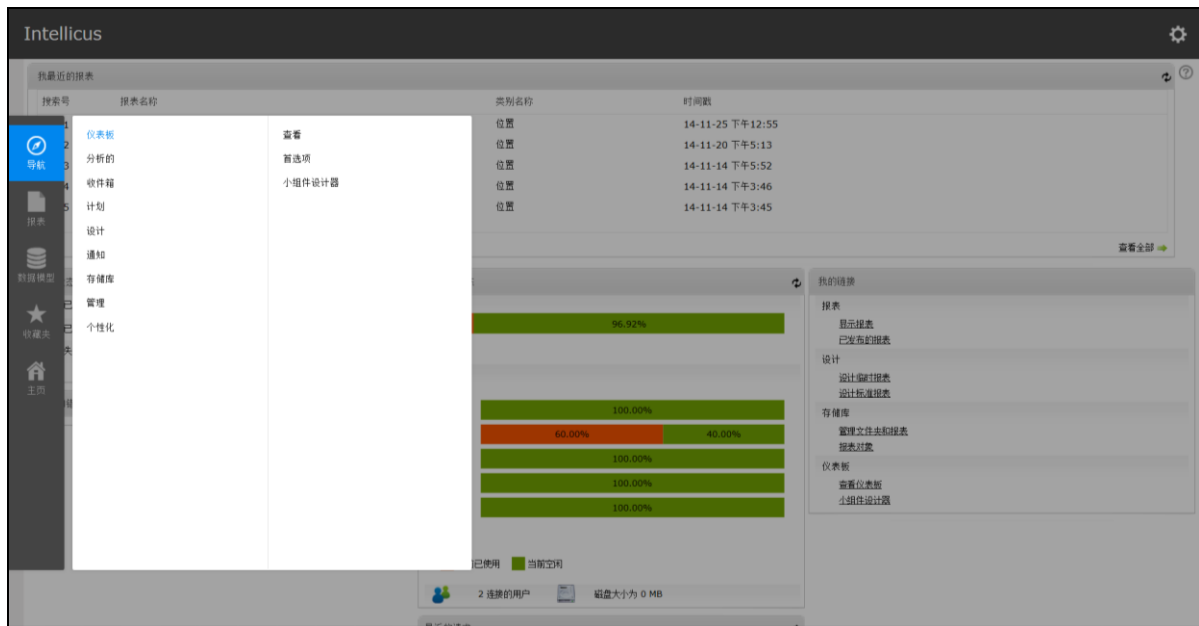 Intellicus
我最近的报表
搜索号 报表名称 类别名称 时间戳
1 位置 14-11-25 下午12:55
2 位置 14-11-20 下午5:13
3 位置 14-11-14 下午5:52
4 位置 14-11-14 下午3:46
5 位置 14-11-14 下午3:45
查看全部
导航
报表
数据模型
收藏夹
主页
仪表板
分析的
收件箱
计划
设计
通知
存储库
管理
个性化
查看
首选项
小组件设计器
96.92%
100.00%
60.00% 40.00%
100.00%
100.00%
100.00%
已使用 当前空闲
2 连接的用户 磁盘大小为 0 MB
我的链接
报表
显示报表
已发布的报表
设计
设计临时报表
设计标准报表
存储库
管理文件夹和报表
报表对象
仪表板
查看仪表板
小组件设计器